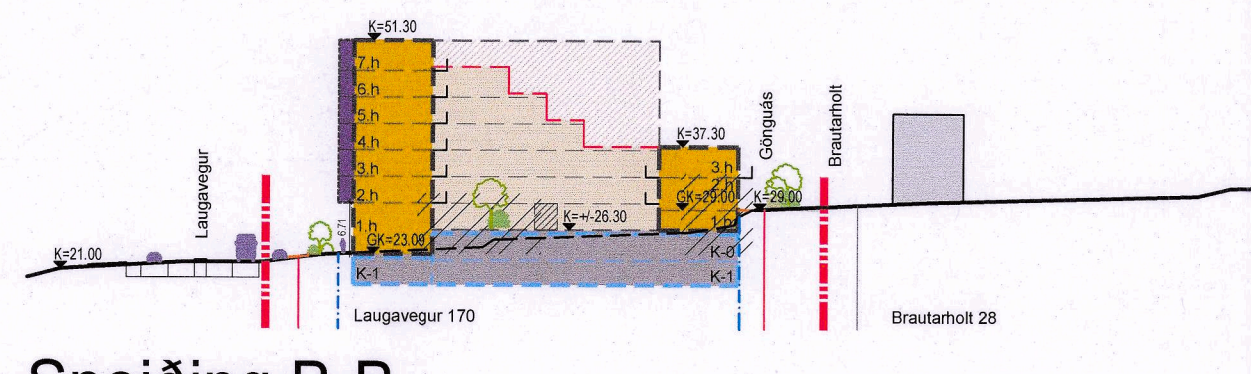 K=51.30
7.h
6.h
5.h
4.h
3.h
2.h
1.h
Laugavegur
K=21.00
6.71
GK=23.09
K=+/-26.30
K=37.30
3.h
2.h
GK=29.00
1.h
K=29.00
Gönguás
Brautarholt
K-0
K-1
K-1
Laugavegur 170
Brautarholt 28